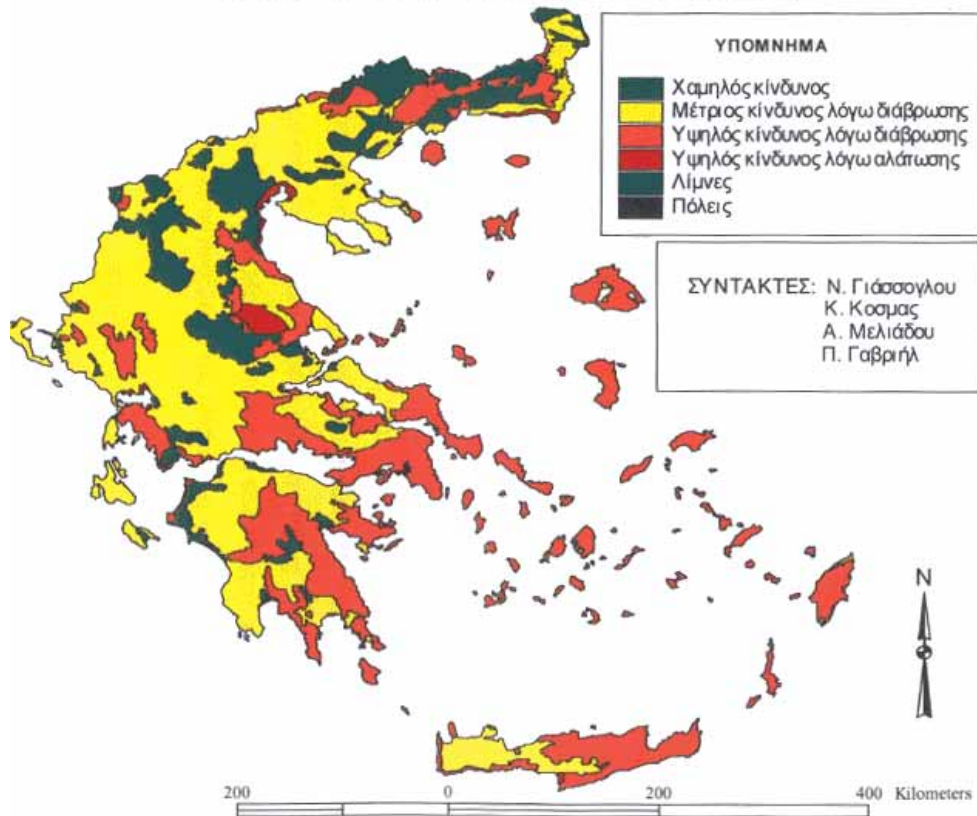 ΥΠΟΜΝΗΜΑ
Χαμηλός κίνδυνος
Μέτριος κίνδυνος λόγω διάβρωσης
Υψηλός κίνδυνος λόγω διάβρωσης
Υψηλός κίνδυνος λόγω αλάτωσης
Λίμνες
Πόλεις
ΣΥΝΤΑΚΤΕΣ: Ν. Γιάσσογλου
Κ. Κοσμας
Α. Μελιάδου
Π. Γαβριήλ
N
200 0 200 400 Kilometers